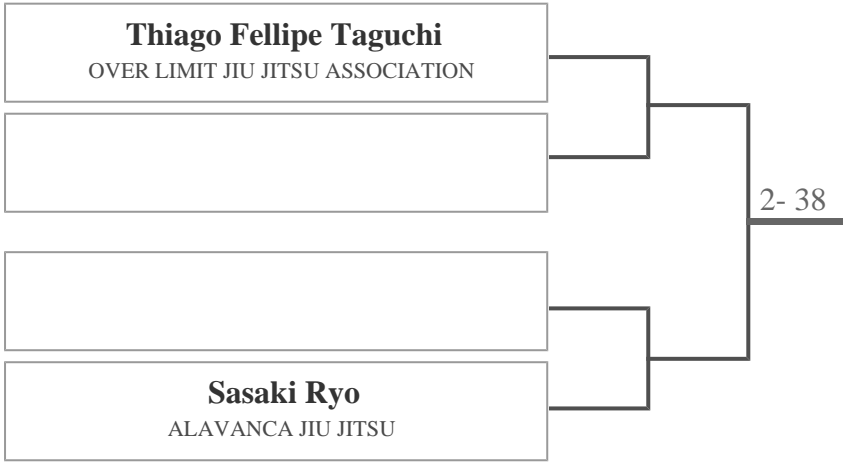 Thiago Fellipe Taguchi
OVER LIMIT JIU JITSU ASSOCIATION
2- 38
Sasaki Ryo
ALAVANCA JIU JITSU